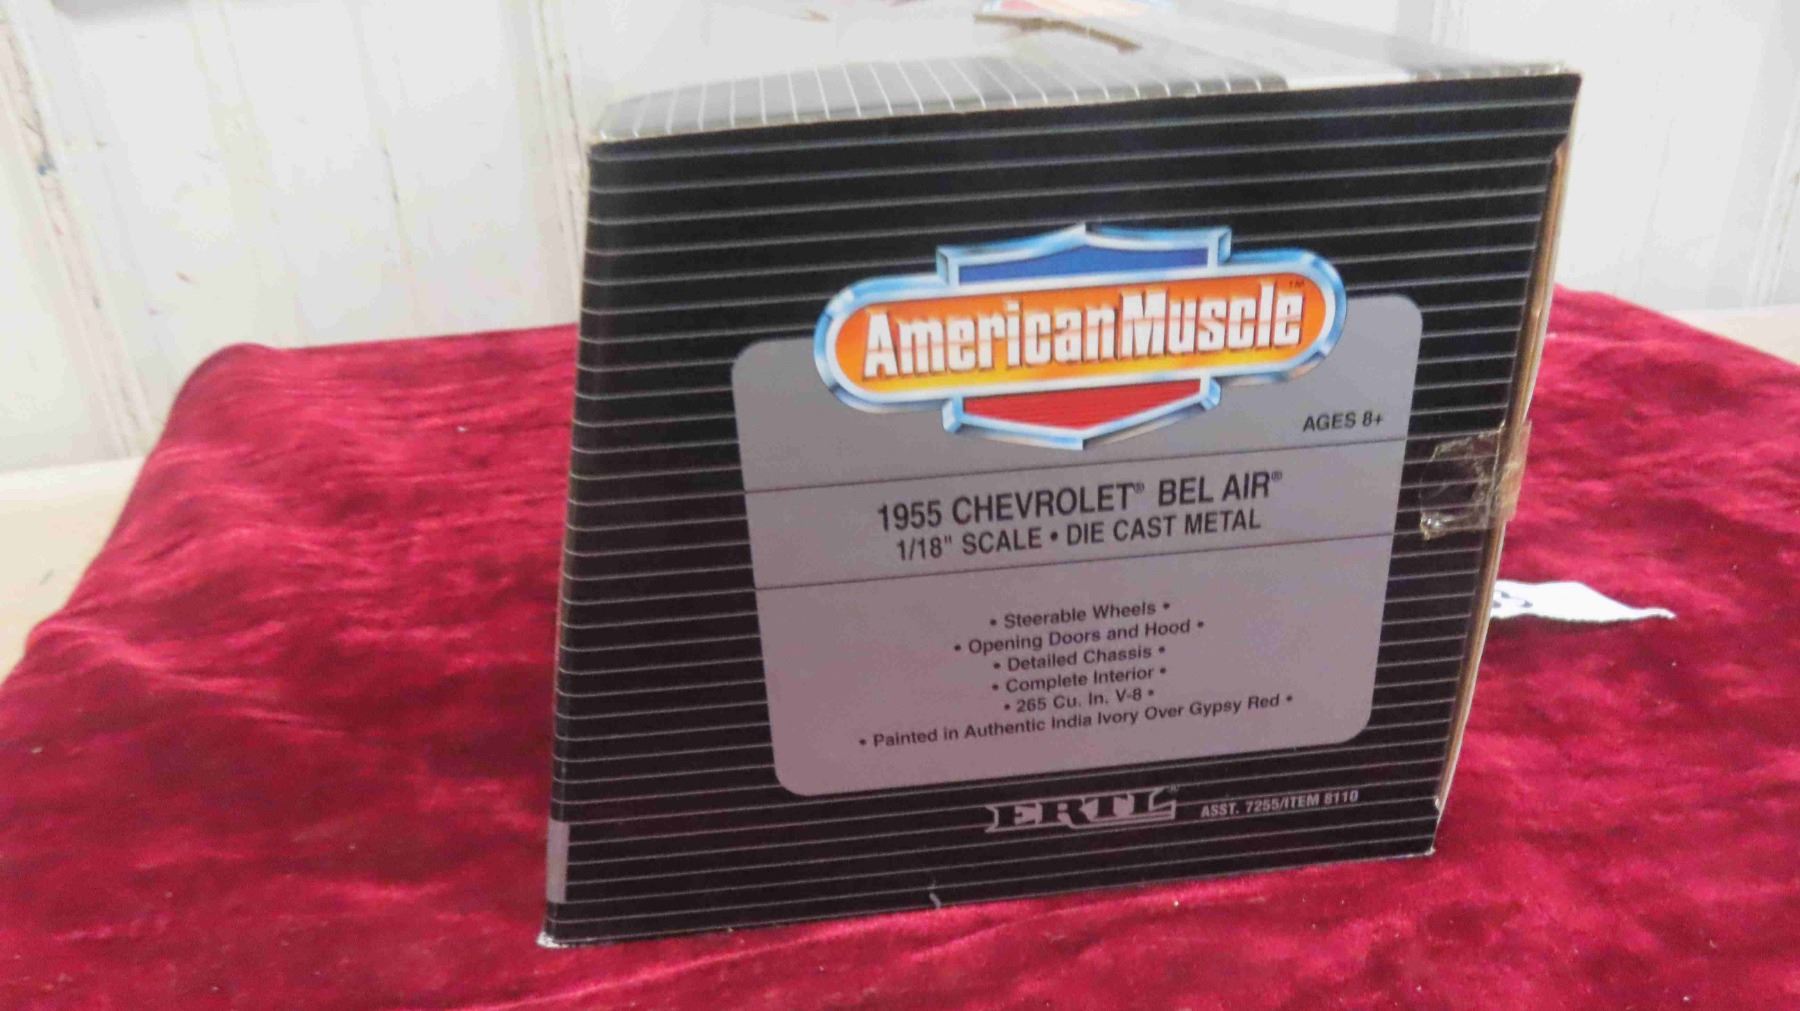 AmericanMuscle™
AGES 8+
1955 CHEVROLET® BEL AIR®
1/18" SCALE • DIE CAST METAL
• Steerable Wheels •
• Opening Doors and Hood •
• Detailed Chassis •
• Complete Interior •
• 265 Cu. In. V-8 •
• Painted in Authentic India Ivory Over Gypsy Red •
ERTL®
ASST. 7255/ITEM 8110